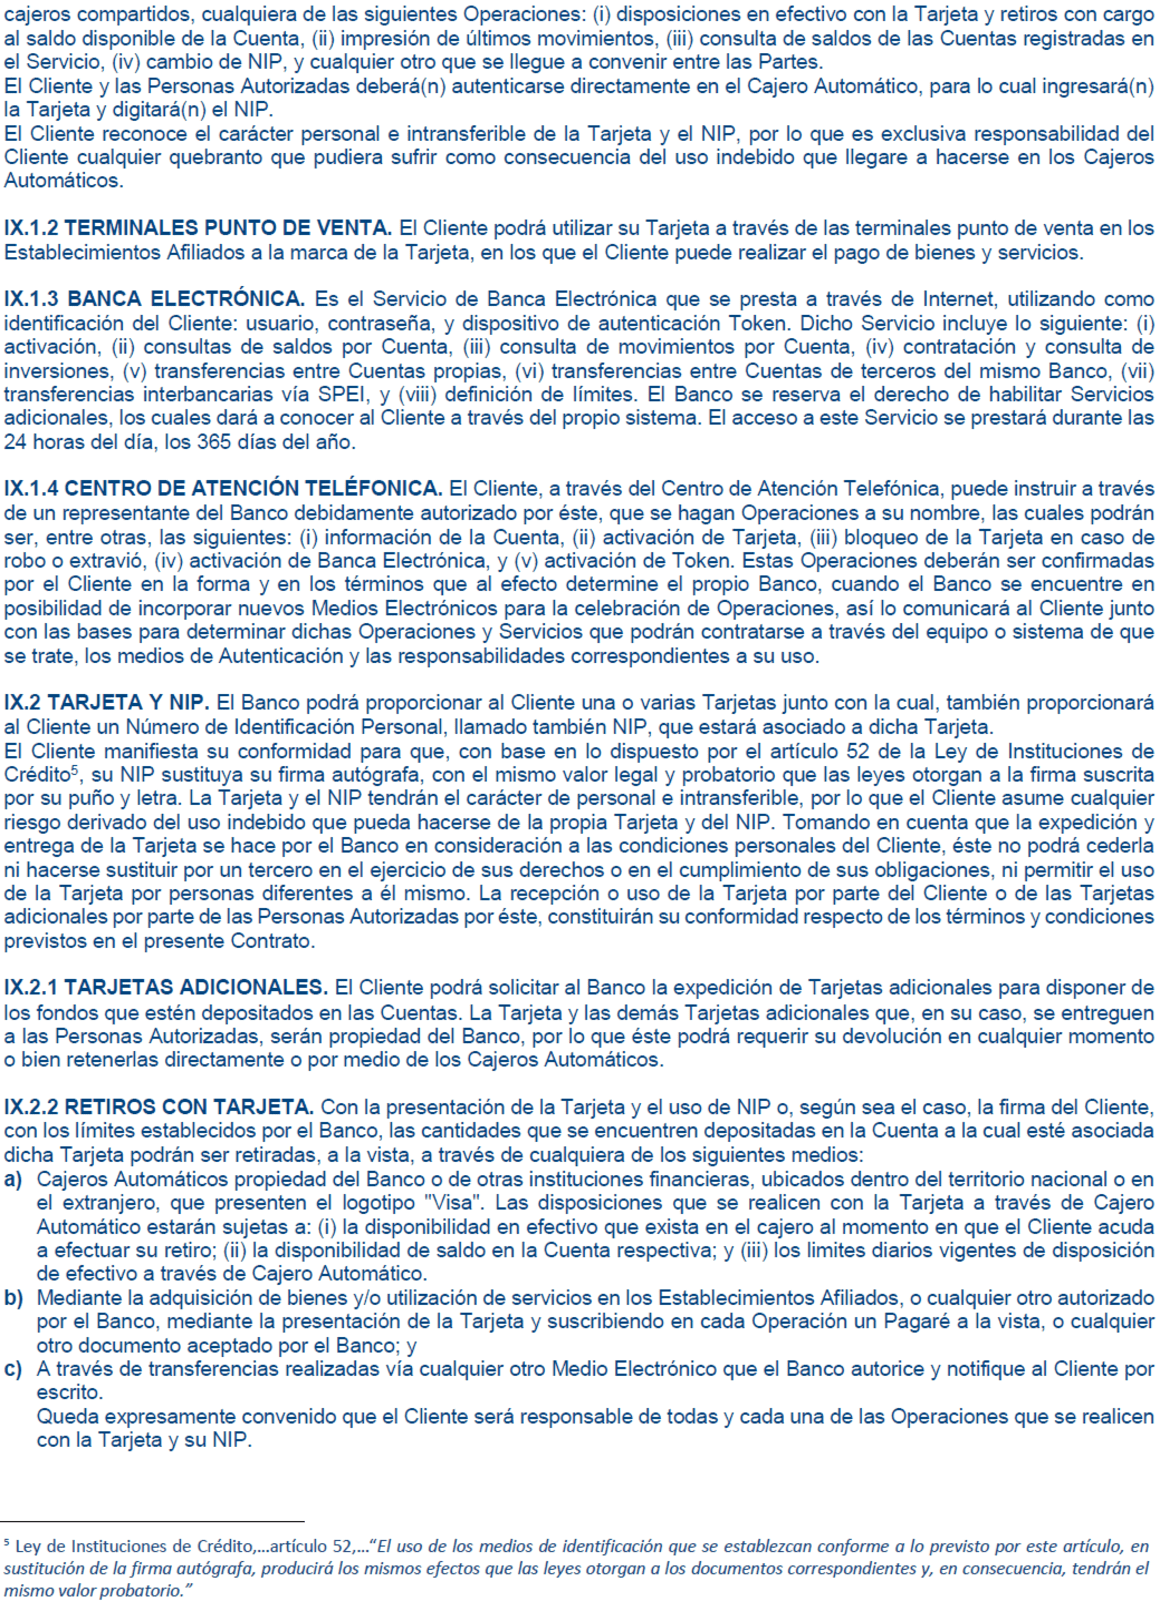 cajeros compartidos, cualquiera de las siguientes Operaciones: (i) disposiciones en efectivo con la Tarjeta y retiros con cargo
al saldo disponible de la Cuenta, (ii) impresión de últimos movimientos, (iii) consulta de saldos de las Cuentas registradas en
el Servicio, (iv) cambio de NIP, y cualquier otro que se llegue a convenir entre las Partes.
El Cliente y las Personas Autorizadas deberá(n) autenticarse directamente en el Cajero Automático, para lo cual ingresará(n)
la Tarjeta y digitará(n) el NIP.
El Cliente reconoce el carácter personal e intransferible de la Tarjeta y el NIP, por lo que es exclusiva responsabilidad del
Cliente cualquier quebranto que pudiera sufrir como consecuencia del uso indebido que llegare a hacerse en los Cajeros
Automáticos.
IX.1.2 TERMINALES PUNTO DE VENTA. El Cliente podrá utilizar su Tarjeta a través de las terminales punto de venta en los
Establecimientos Afiliados a la marca de la Tarjeta, en los que el Cliente puede realizar el pago de bienes y servicios.
IX.1.3 BANCA ELECTRÓNICA. Es el Servicio de Banca Electrónica que se presta a través de Internet, utilizando como
identificación del Cliente: usuario, contraseña, y dispositivo de autenticación Token. Dicho Servicio incluye lo siguiente: (i)
activación, (ii) consultas de saldos por Cuenta, (iii) consulta de movimientos por Cuenta, (iv) contratación y consulta de
inversiones, (v) transferencias entre Cuentas propias, (vi) transferencias entre Cuentas de terceros del mismo Banco, (vii)
transferencias interbancarias vía SPEI, y (viii) definición de límites. El Banco se reserva el derecho de habilitar Servicios
adicionales, los cuales dará a conocer al Cliente a través del propio sistema. El acceso a este Servicio se prestará durante las
24 horas del día, los 365 días del año.
IX.1.4 CENTRO DE ATENCIÓN TELÉFONICA. El Cliente, a través del Centro de Atención Telefónica, puede instruir a través
de un representante del Banco debidamente autorizado por éste, que se hagan Operaciones a su nombre, las cuales podrán
ser, entre otras, las siguientes: (i) información de la Cuenta, (ii) activación de Tarjeta, (iii) bloqueo de la Tarjeta en caso de
robo o extravió, (iv) activación de Banca Electrónica, y (v) activación de Token. Estas Operaciones deberán ser confirmadas
por el Cliente en la forma y en los términos que al efecto determine el propio Banco, cuando el Banco se encuentre en
posibilidad de incorporar nuevos Medios Electrónicos para la celebración de Operaciones, así lo comunicará al Cliente junto
con las bases para determinar dichas Operaciones y Servicios que podrán contratarse a través del equipo o sistema de que
se trate, los medios de Autenticación y las responsabilidades correspondientes a su uso.
IX.2 TARJETA Y NIP. El Banco podrá proporcionar al Cliente una o varias Tarjetas junto con la cual, también proporcionará
al Cliente un Número de Identificación Personal, llamado también NIP, que estará asociado a dicha Tarjeta.
El Cliente manifiesta su conformidad para que, con base en lo dispuesto por el artículo 52 de la Ley de Instituciones de
Crédito⁵, su NIP sustituya su firma autógrafa, con el mismo valor legal y probatorio que las leyes otorgan a la firma suscrita
por su puño y letra. La Tarjeta y el NIP tendrán el carácter de personal e intransferible, por lo que el Cliente asume cualquier
riesgo derivado del uso indebido que pueda hacerse de la propia Tarjeta y del NIP. Tomando en cuenta que la expedición y
entrega de la Tarjeta se hace por el Banco en consideración a las condiciones personales del Cliente, éste no podrá cederla
ni hacerse sustituir por un tercero en el ejercicio de sus derechos o en el cumplimiento de sus obligaciones, ni permitir el uso
de la Tarjeta por personas diferentes a él mismo. La recepción o uso de la Tarjeta por parte del Cliente o de las Tarjetas
adicionales por parte de las Personas Autorizadas por éste, constituirán su conformidad respecto de los términos y condiciones
previstos en el presente Contrato.
IX.2.1 TARJETAS ADICIONALES. El Cliente podrá solicitar al Banco la expedición de Tarjetas adicionales para disponer de
los fondos que estén depositados en las Cuentas. La Tarjeta y las demás Tarjetas adicionales que, en su caso, se entreguen
a las Personas Autorizadas, serán propiedad del Banco, por lo que éste podrá requerir su devolución en cualquier momento
o bien retenerlas directamente o por medio de los Cajeros Automáticos.
IX.2.2 RETIROS CON TARJETA. Con la presentación de la Tarjeta y el uso de NIP o, según sea el caso, la firma del Cliente,
con los límites establecidos por el Banco, las cantidades que se encuentren depositadas en la Cuenta a la cual esté asociada
dicha Tarjeta podrán ser retiradas, a la vista, a través de cualquiera de los siguientes medios:
a) Cajeros Automáticos propiedad del Banco o de otras instituciones financieras, ubicados dentro del territorio nacional o en
el extranjero, que presenten el logotipo "Visa". Las disposiciones que se realicen con la Tarjeta a través de Cajero
Automático estarán sujetas a: (i) la disponibilidad en efectivo que exista en el cajero al momento en que el Cliente acuda
a efectuar su retiro; (ii) la disponibilidad de saldo en la Cuenta respectiva; y (iii) los limites diarios vigentes de disposición
de efectivo a través de Cajero Automático.
b) Mediante la adquisición de bienes y/o utilización de servicios en los Establecimientos Afiliados, o cualquier otro autorizado
por el Banco, mediante la presentación de la Tarjeta y suscribiendo en cada Operación un Pagaré a la vista, o cualquier
otro documento aceptado por el Banco; y
c) A través de transferencias realizadas vía cualquier otro Medio Electrónico que el Banco autorice y notifique al Cliente por
escrito.
Queda expresamente convenido que el Cliente será responsable de todas y cada una de las Operaciones que se realicen
con la Tarjeta y su NIP.
⁵ Ley de Instituciones de Crédito,…artículo 52,…“El uso de los medios de identificación que se establezcan conforme a lo previsto por este artículo, en
sustitución de la firma autógrafa, producirá los mismos efectos que las leyes otorgan a los documentos correspondientes y, en consecuencia, tendrán el
mismo valor probatorio.”